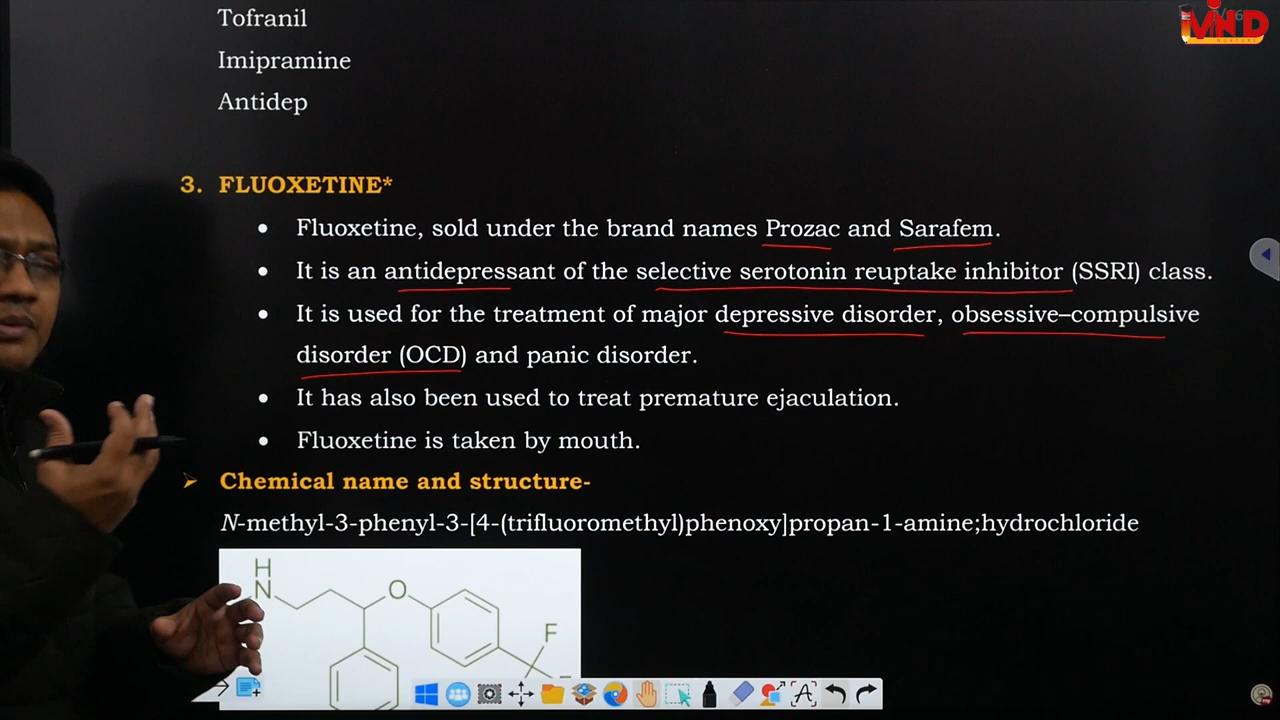 Tofranil
Imipramine
Antidep
MIND
3. FLUOXETINE*
• Fluoxetine, sold under the brand names Prozac and Sarafem.
• It is an antidepressant of the selective serotonin reuptake inhibitor (SSRI) class.
• It is used for the treatment of major depressive disorder, obsessive–compulsive
disorder (OCD) and panic disorder.
• It has also been used to treat premature ejaculation.
• Fluoxetine is taken by mouth.
➢ Chemical name and structure-
N-methyl-3-phenyl-3-[4-(trifluoromethyl)phenoxy]propan-1-amine;hydrochloride
H
N
O
F
A